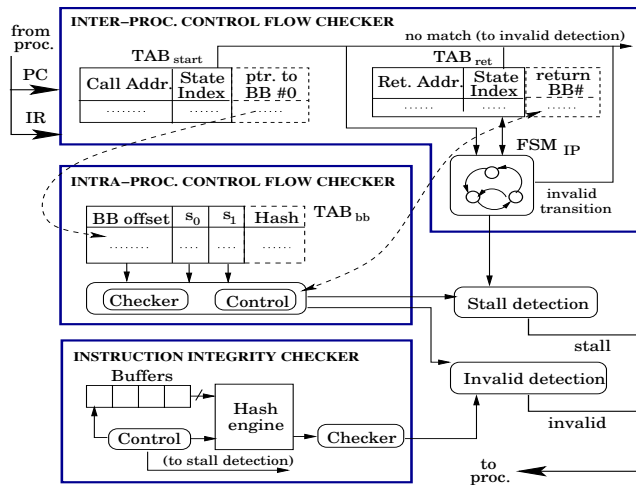 INTER-PROC. CONTROL FLOW CHECKER
from
proc.
no match (to invalid detection)
TAB start
TAB ret
PC
Call Addr.
State
Index
ptr. to
BB #0
Ret. Addr.
State
Index
return
BB#
........
.....
.....
......
.....
.....
IR
FSM IP
INTRA-PROC. CONTROL FLOW CHECKER
invalid
transition
BB offset
s0
s1
Hash
TAB bb
........
....
....
.....
Checker
Control
Stall detection
stall
INSTRUCTION INTEGRITY CHECKER
Buffers
Invalid detection
Hash
engine
Control
Checker
invalid
(to stall detection)
to
proc.